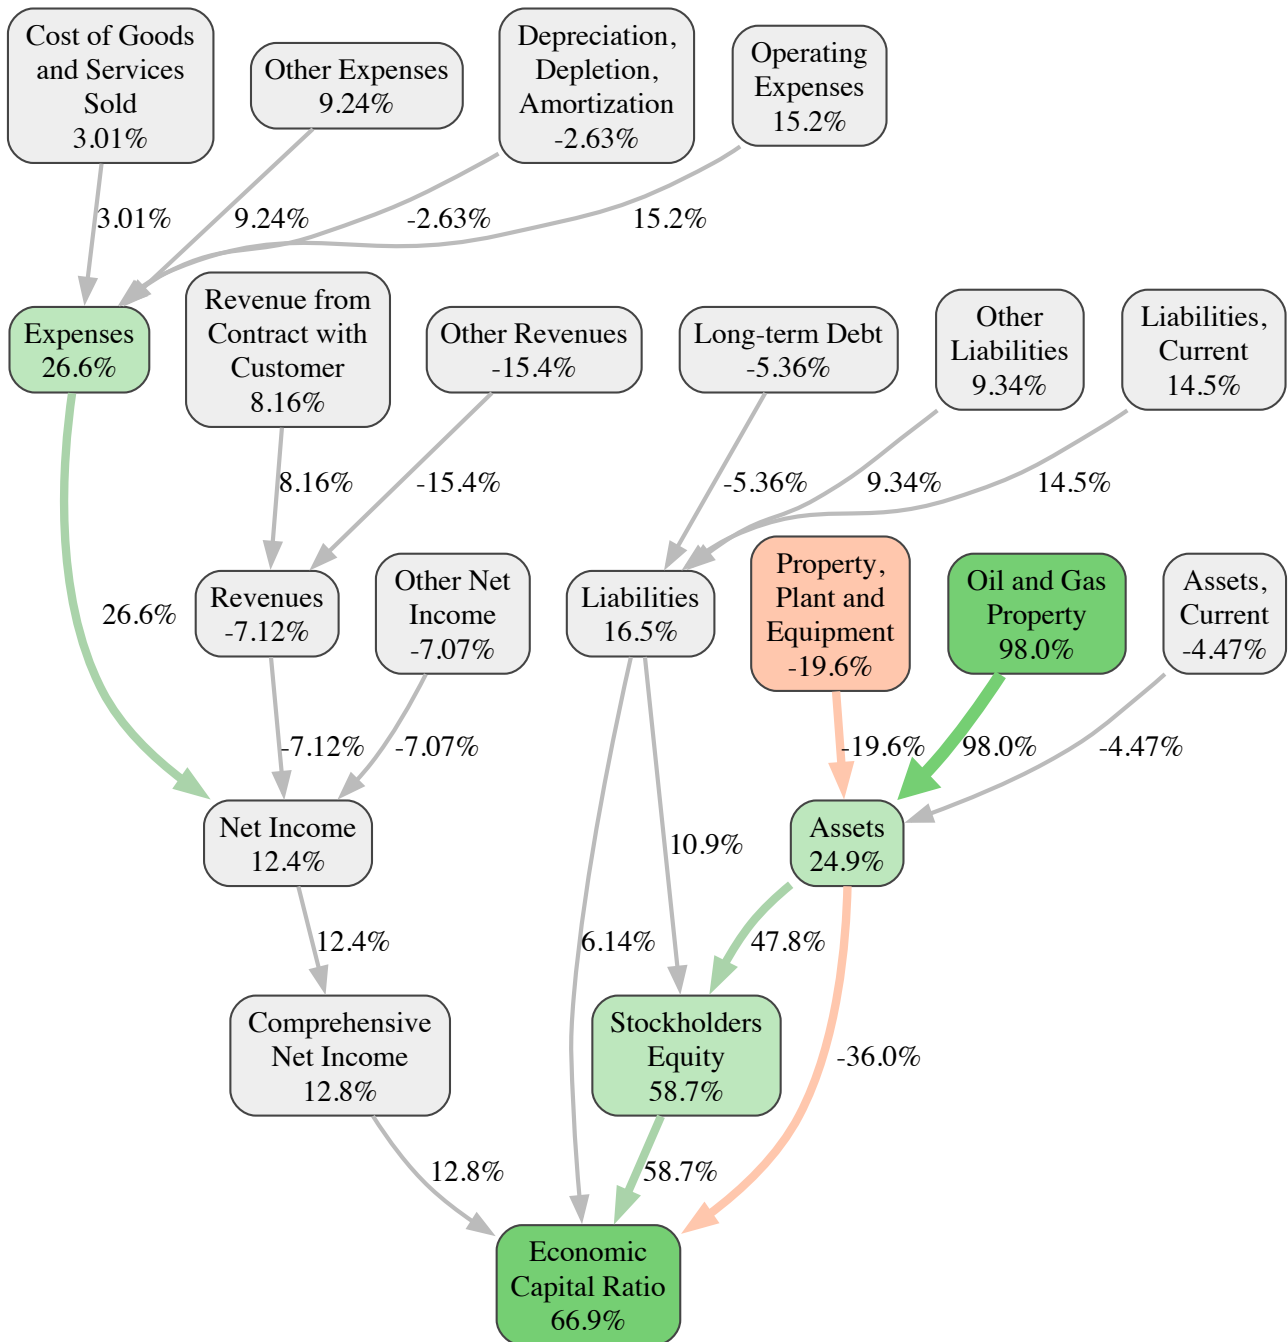 Cost of Goods
and Services
Sold
3.01%
Other Expenses
9.24%
Depreciation,
Depletion,
Amortization
-2.63%
Operating
Expenses
15.2%
3.01%
9.24%
-2.63%
15.2%
Expenses
26.6%
Revenue from
Contract with
Customer
8.16%
Other Revenues
-15.4%
Long-term Debt
-5.36%
Other
Liabilities
9.34%
Liabilities,
Current
14.5%
8.16%
-15.4%
-5.36%
9.34%
14.5%
26.6%
Revenues
-7.12%
Other Net
Income
-7.07%
Liabilities
16.5%
Property,
Plant and
Equipment
-19.6%
Oil and Gas
Property
98.0%
Assets,
Current
-4.47%
-7.12%
-7.07%
-19.6%
98.0%
-4.47%
Net Income
12.4%
10.9%
Assets
24.9%
12.4%
6.14%
47.8%
Comprehensive
Net Income
12.8%
Stockholders
Equity
58.7%
-36.0%
12.8%
58.7%
Economic
Capital Ratio
66.9%